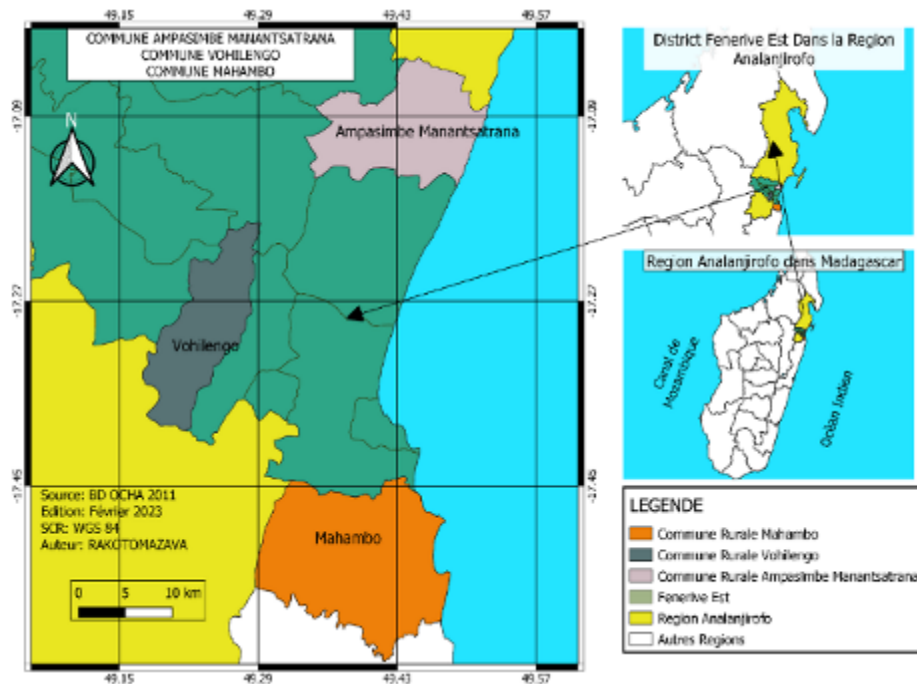 49.15 49.29 49.43 49.57
COMMUNE AMPASIMBE MANANTSATRANA
COMMUNE VOHILENGO
COMMUNE MAHAMBO
N
-17.09
-17.27
-17.45
Ampasimbe Manantsatrana
Vohilengo
Mahambo
Source: BD OCHA 2011
Edition: Février 2023
SCR: WGS 84
Auteur: RAKOTOMAZAVA
0 5 10 km
-17.09
-17.27
-17.45
49.15 49.29 49.43 49.57
District Fenerive Est Dans la Region
Analanjirofo
Region Analanjirofo dans Madagascar
Canal de
Mozambique
Océan Indien
LEGENDE
Commune Rurale Mahambo
Commune Rurale Vohilengo
Commune Rurale Ampasimbe Manantsatrana
Fenerive Est
Region Analanjirofo
Autres Regions